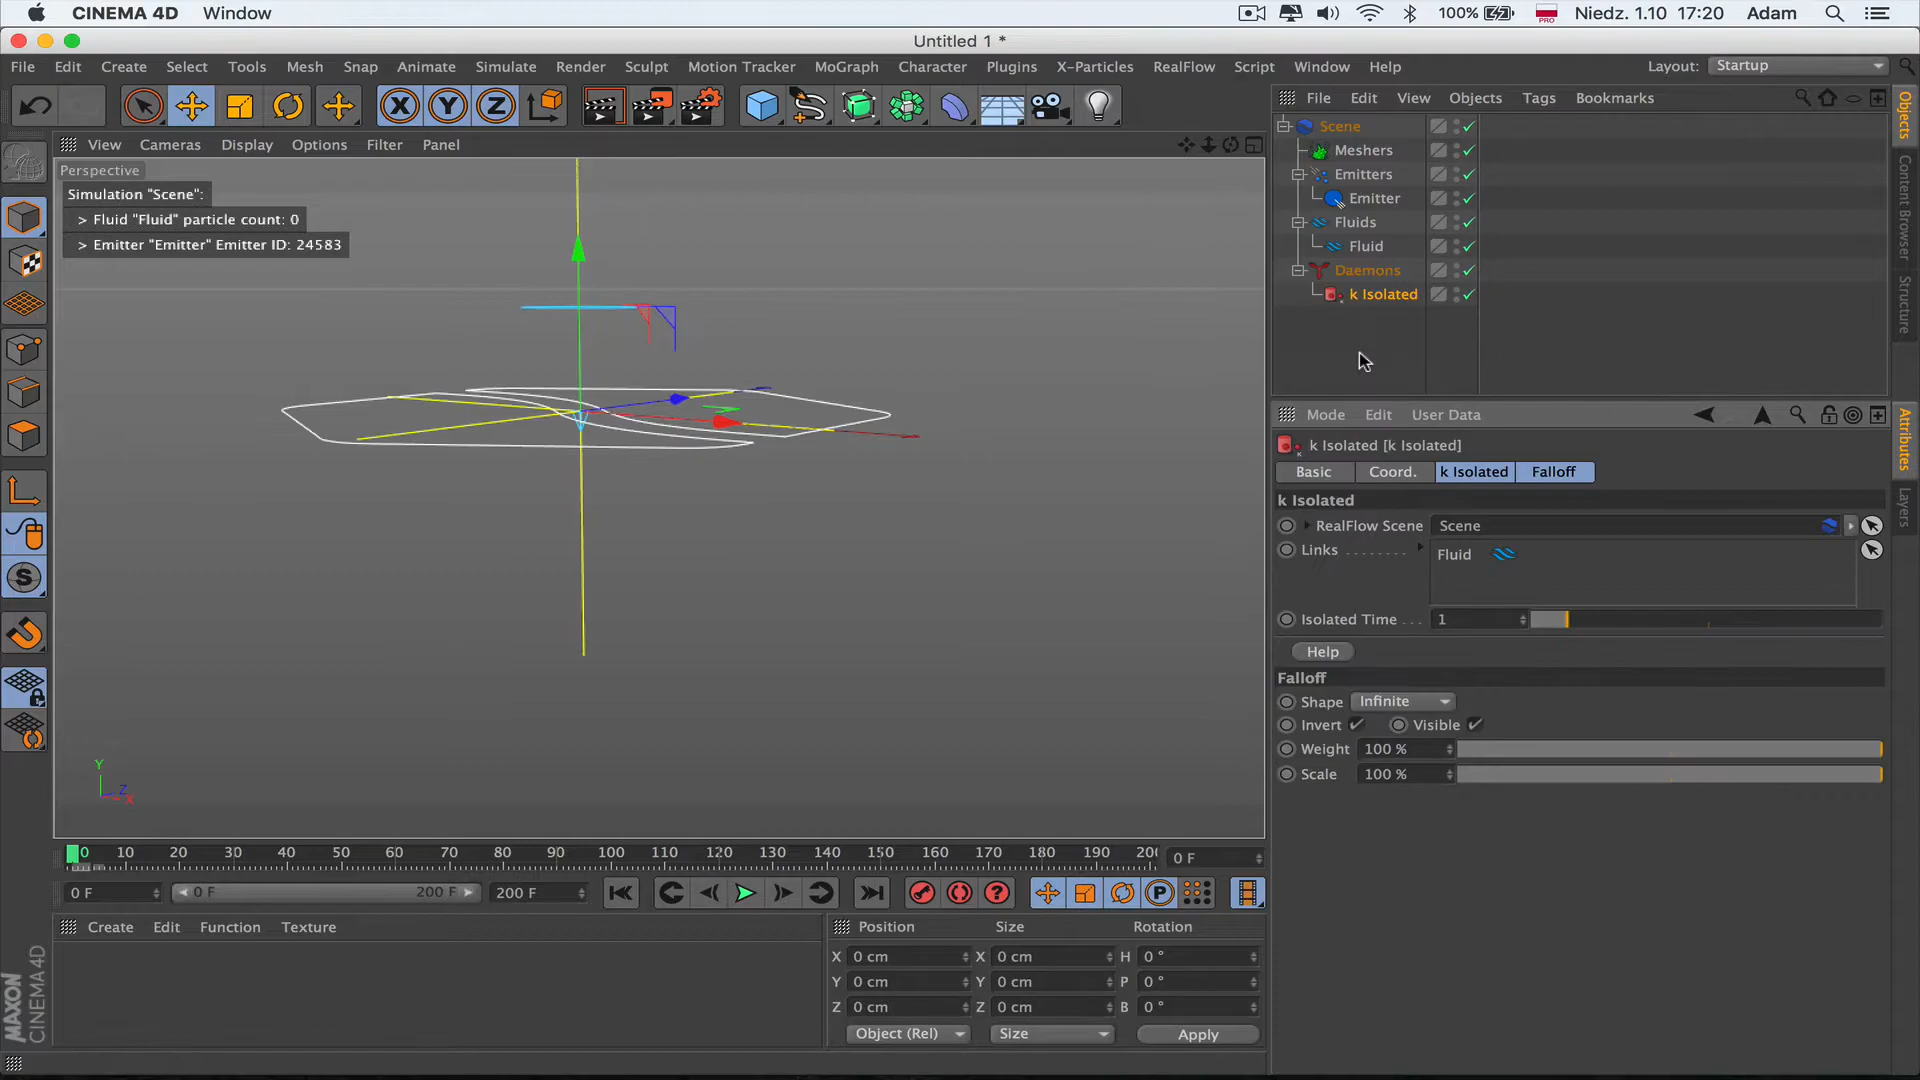 CINEMA 4D Window 100% PRO Niedz. 1.10 17:20 Adam
Untitled 1 *
File Edit Create Select Tools Mesh Snap Animate Simulate Render Sculpt Motion Tracker MoGraph Character Plugins X-Particles RealFlow Script Window Help Layout: Startup
X Y Z
File Edit View Objects Tags Bookmarks
View Cameras Display Options Filter Panel
Perspective
Simulation "Scene":
> Fluid "Fluid" particle count: 0
> Emitter "Emitter" Emitter ID: 24583
Scene
Meshers
Emitters
Emitter
Fluids
Fluid
Daemons
k Isolated
Objects
Content Browser
Structure
Mode Edit User Data
k Isolated [k Isolated]
Basic Coord. k Isolated Falloff
k Isolated
RealFlow Scene Scene
Links Fluid
Isolated Time 1
Help
Falloff
Shape Infinite
Invert Visible
Weight 100 %
Scale 100 %
Attributes
Layers
S
Y
Z
X
0 10 20 30 40 50 60 70 80 90 100 110 120 130 140 150 160 170 180 190 200 0 F
0 F 0 F 200 F 200 F ? P
Create Edit Function Texture
Position Size Rotation
X 0 cm X 0 cm H 0 °
Y 0 cm Y 0 cm P 0 °
Z 0 cm Z 0 cm B 0 °
Object (Rel) Size Apply
MAXON
CINEMA 4D